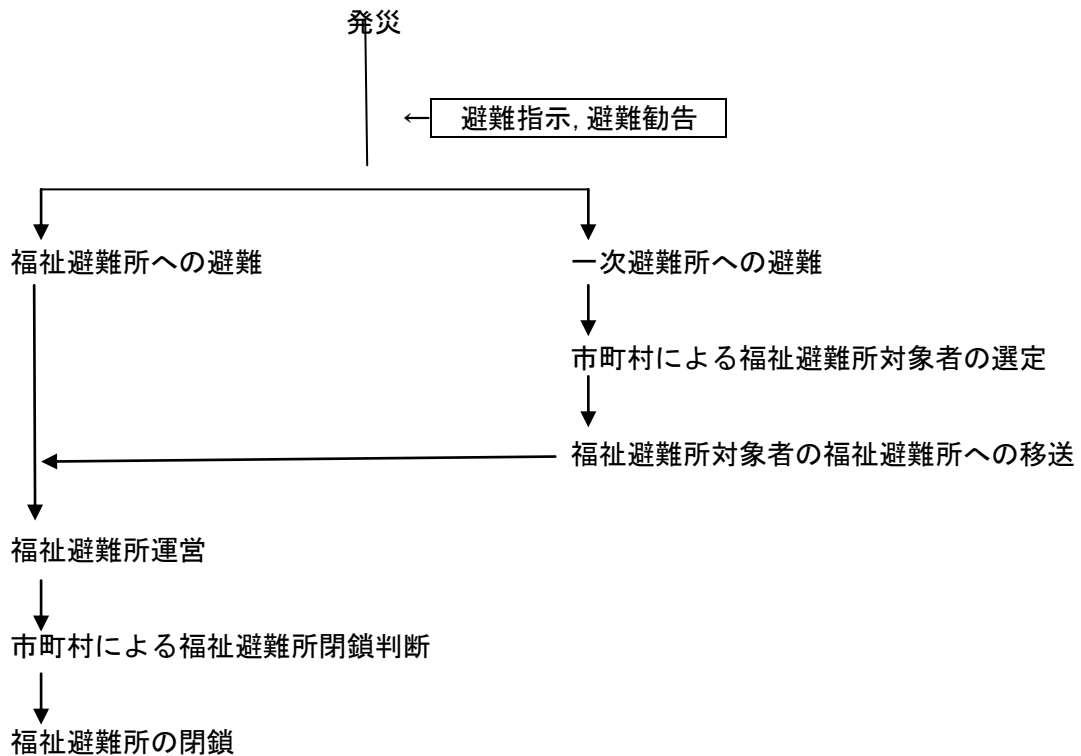 発災
← 避難指示,避難勧告
福祉避難所への避難
一次避難所への避難
市町村による福祉避難所対象者の選定
福祉避難所対象者の福祉避難所への移送
福祉避難所運営
市町村による福祉避難所閉鎖判断
福祉避難所の閉鎖